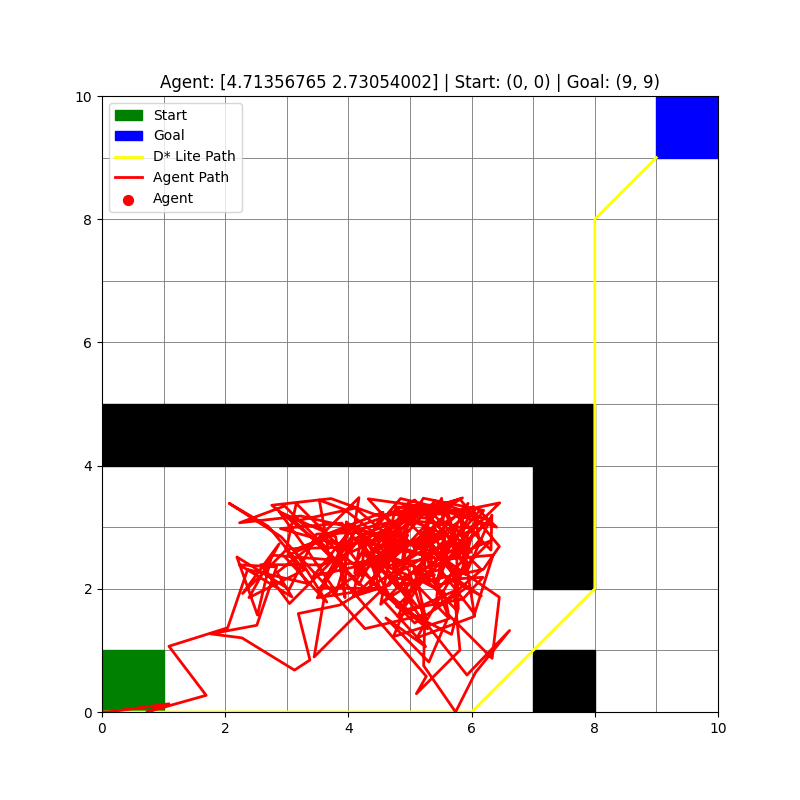 Agent: [4.71356765 2.73054002] | Start: (0, 0) | Goal: (9, 9)
10
Start
Goal
D* Lite Path
Agent Path
Agent
8
6
4
2
0
0 2 4 6 8 10